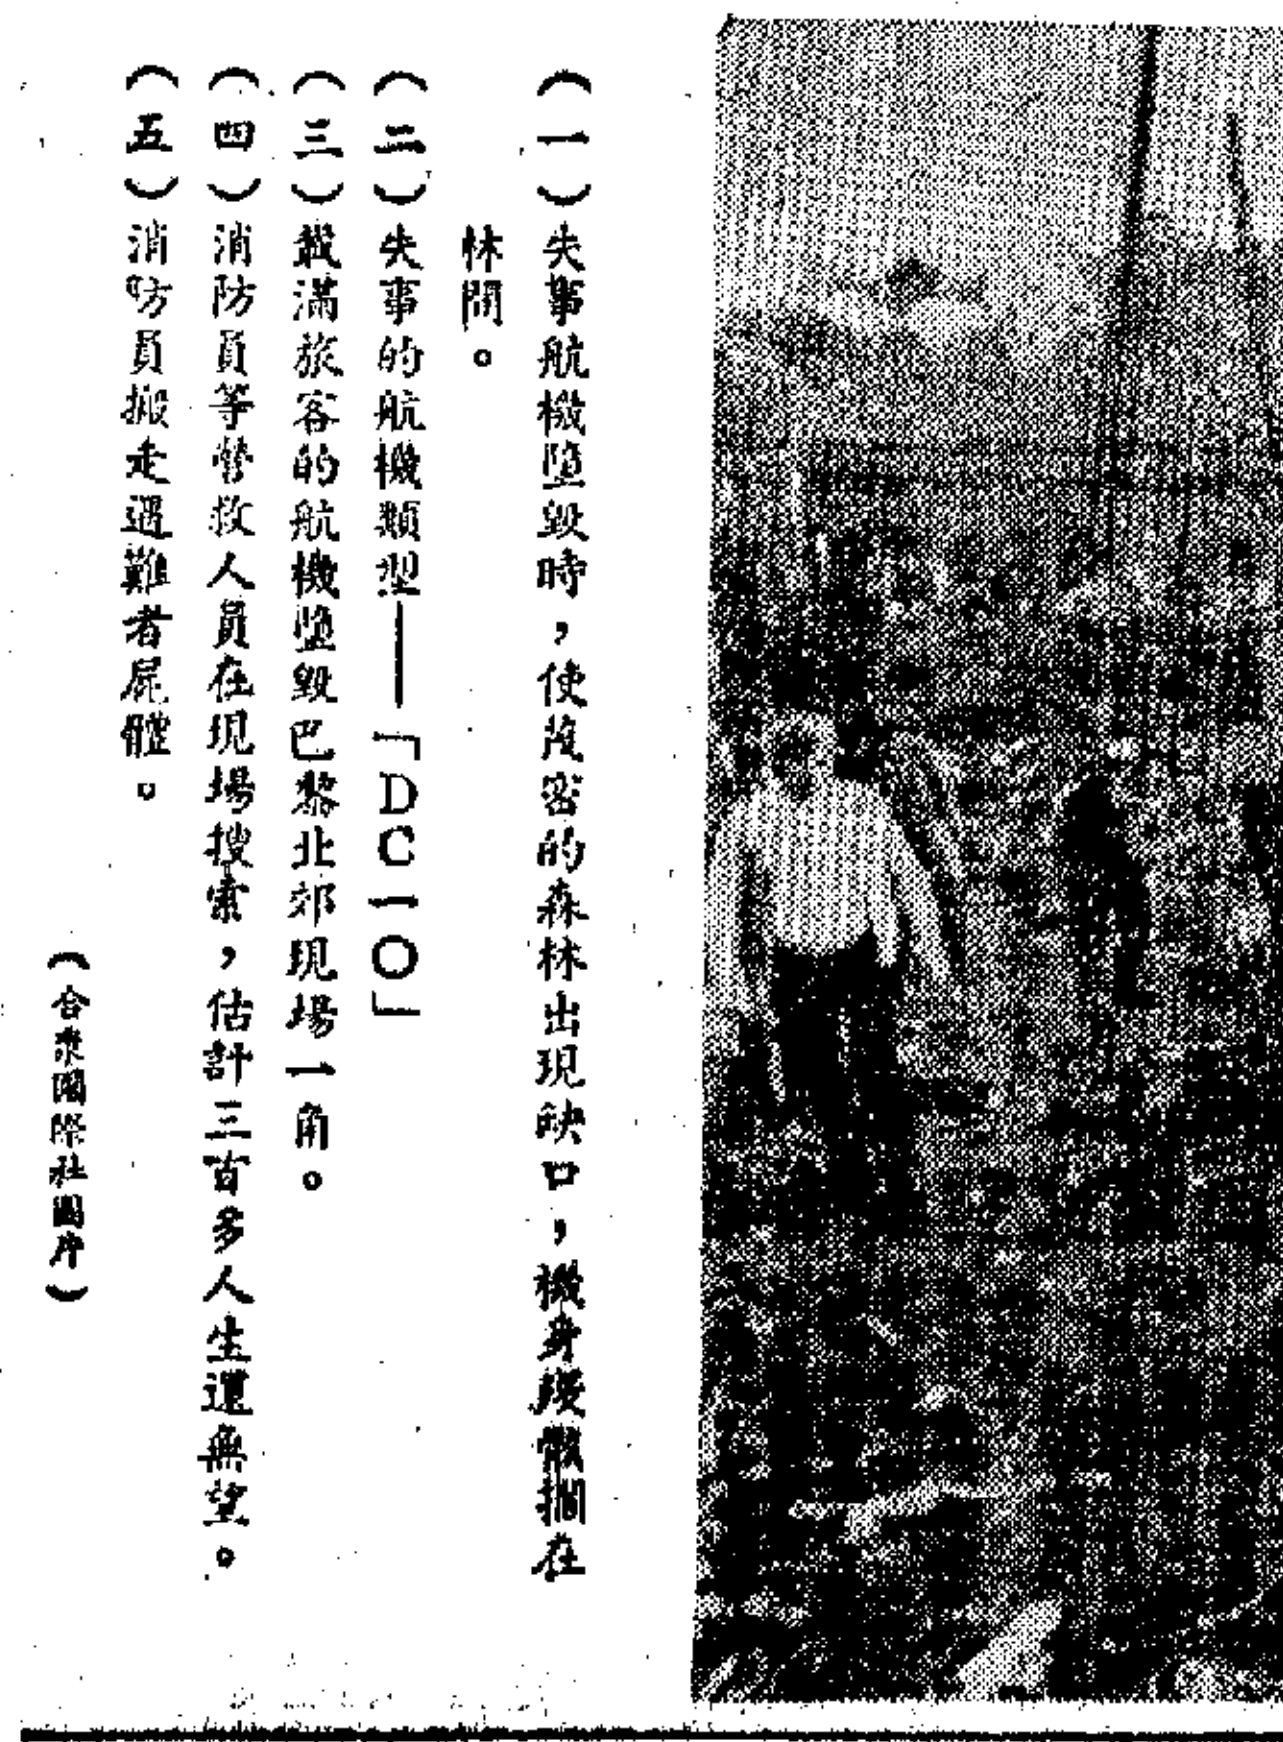 (一)失事航機墮毀時，使茂密的森林出現缺口，機身殘骸擱在
林間。
(二)失事的航機類型——「DC一〇」
(三)載滿旅客的航機墮毀巴黎北郊現場一角。
(四)消防員等營救人員在現場搜索，估計三百多人生還無望。
(五)消防員搬走遇難者屍體。
(合衆國際社圖片)